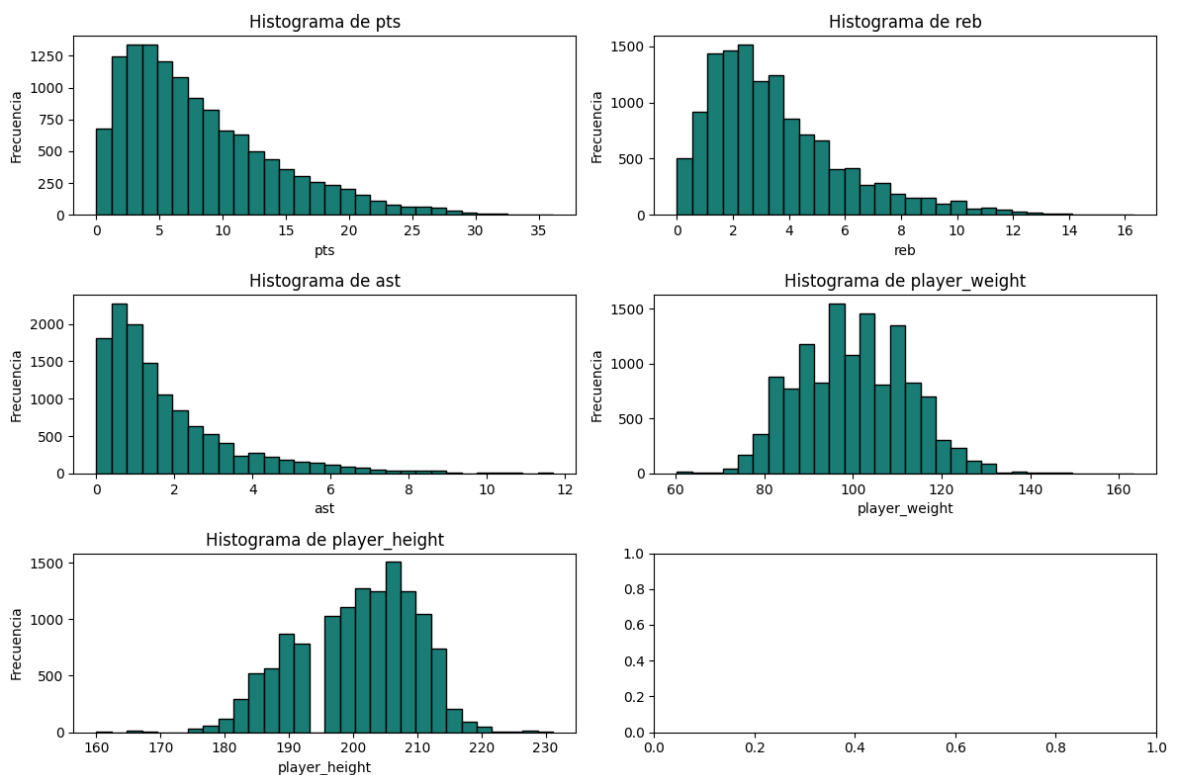 Histograma de pts
1250
1000
750
500
250
0
Frecuencia
0 5 10 15 20 25 30 35
pts
Histograma de reb
1500
1000
500
0
Frecuencia
0 2 4 6 8 10 12 14 16
reb
Histograma de ast
2000
1500
1000
500
0
Frecuencia
0 2 4 6 8 10 12
ast
Histograma de player_weight
1500
1000
500
0
Frecuencia
60 80 100 120 140 160
player_weight
Histograma de player_height
1500
1000
500
0
Frecuencia
160 170 180 190 200 210 220 230
player_height
1.0
0.8
0.6
0.4
0.2
0.0
0.0 0.2 0.4 0.6 0.8 1.0